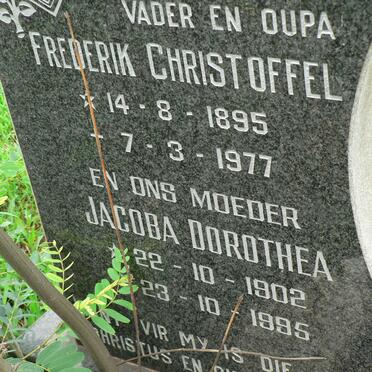 VADER EN OUPA
FREDERIK CHRISTOFFEL
* 14 - 8 - 1895
† 7 - 3 - 1977
EN ONS MOEDER
JACOBA DOROTHEA
* 22 - 10 - 1902
23 - 10 - 1995
VIR MY IS DIE
CHRISTUS EN